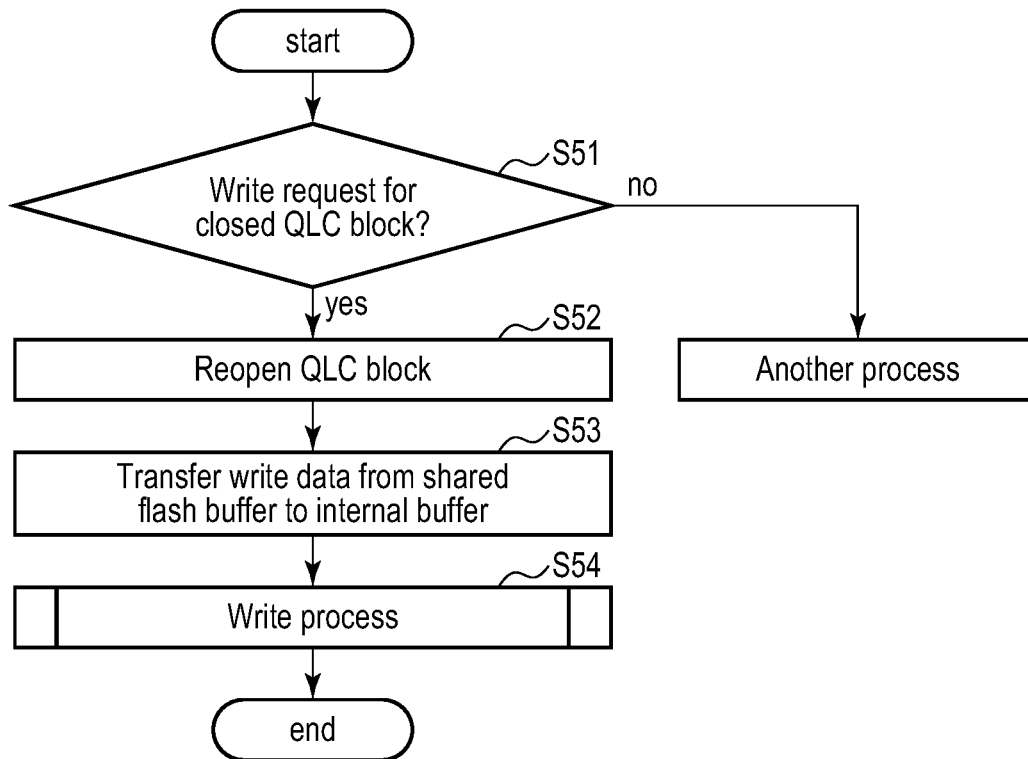 start
S51
Write request for
closed QLC block?
no
yes
S52
Reopen QLC block
Another process
S53
Transfer write data from shared
flash buffer to internal buffer
S54
Write process
end